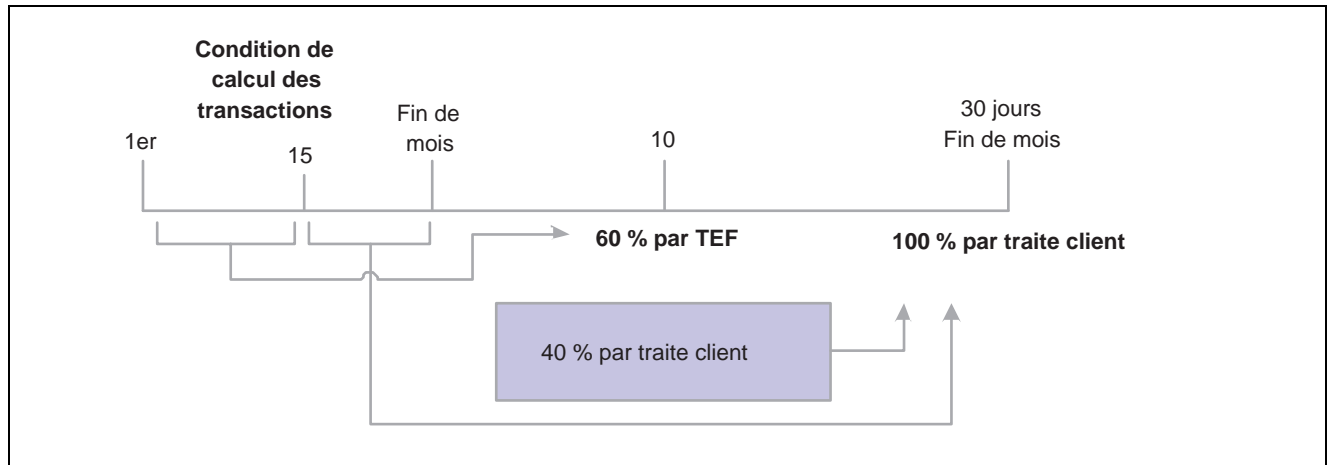 Condition de
calcul des
transactions
1er
15
Fin de
mois
10
30 jours
Fin de mois
60 % par TEF
100 % par traite client
40 % par traite client